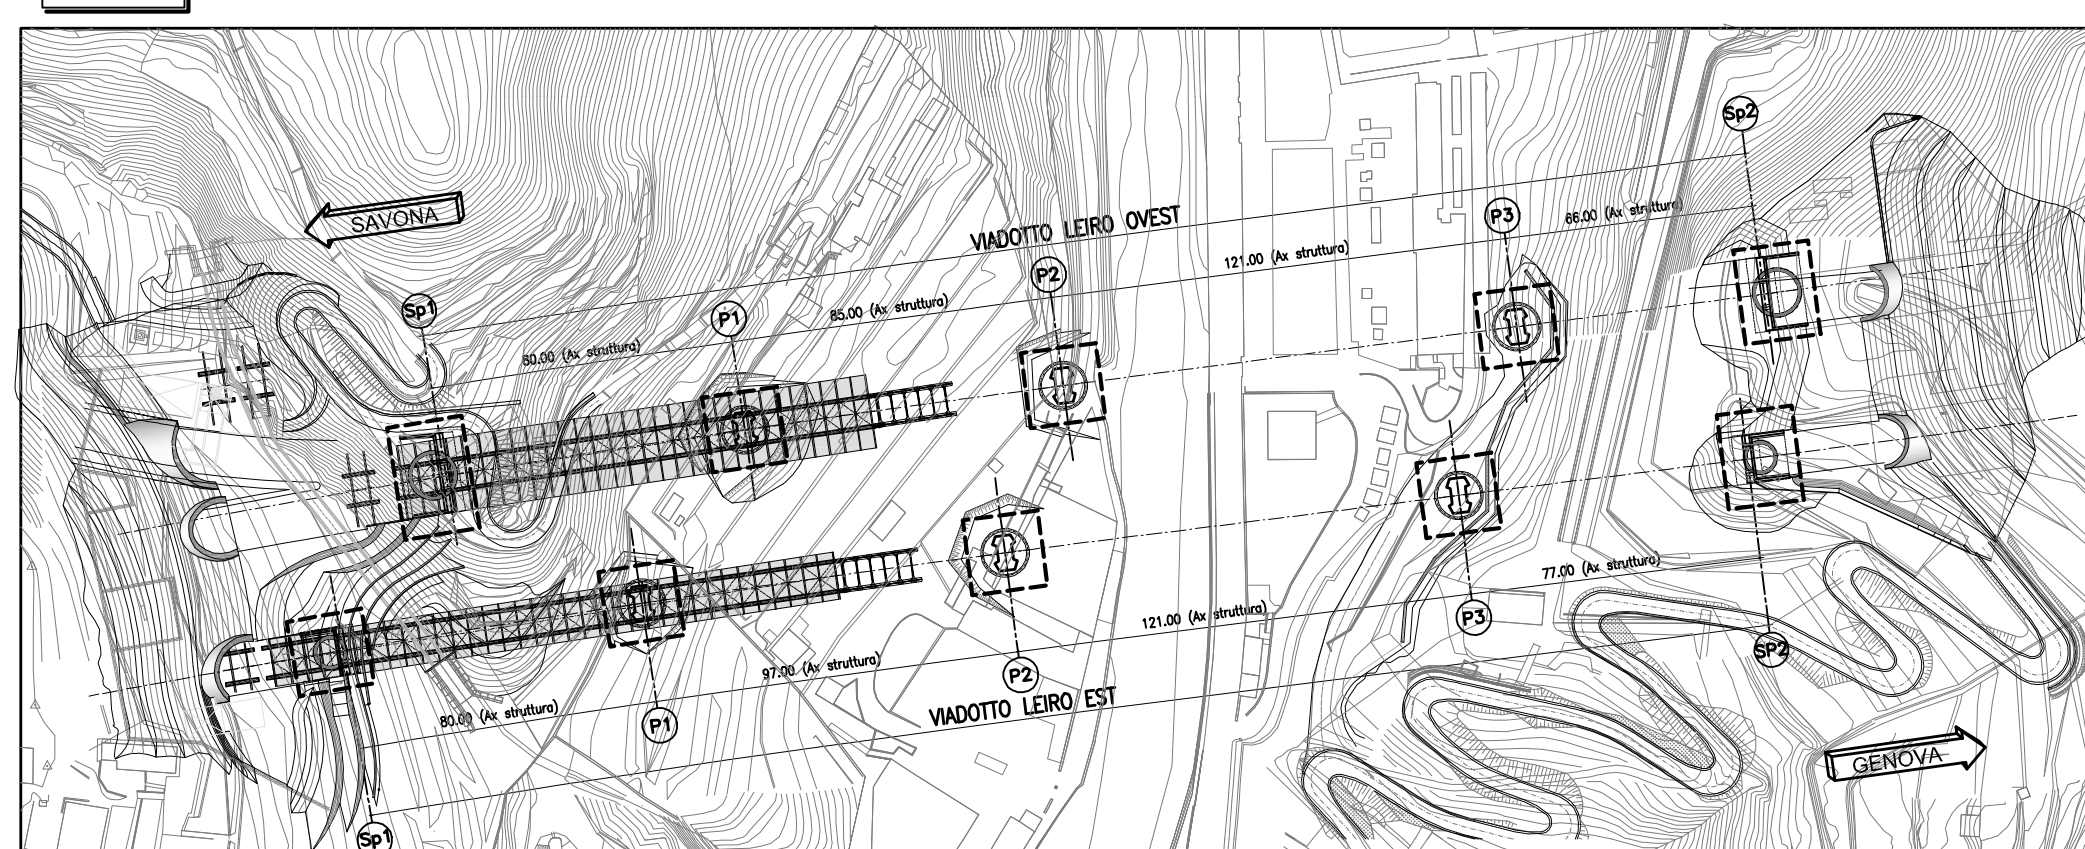 Sp2
SAVONA
P3
66.00 (Ax struttura)
VIADOTTO LEIRO OVEST
121.00 (Ax struttura)
P2
Sp1
P1
85.00 (Ax struttura)
80.00 (Ax struttura)
77.00 (Ax struttura)
121.00 (Ax struttura)
P3
SP2
97.00 (Ax struttura)
P2
80.00 (Ax struttura)
P1
VIADOTTO LEIRO EST
GENOVA
Sp1